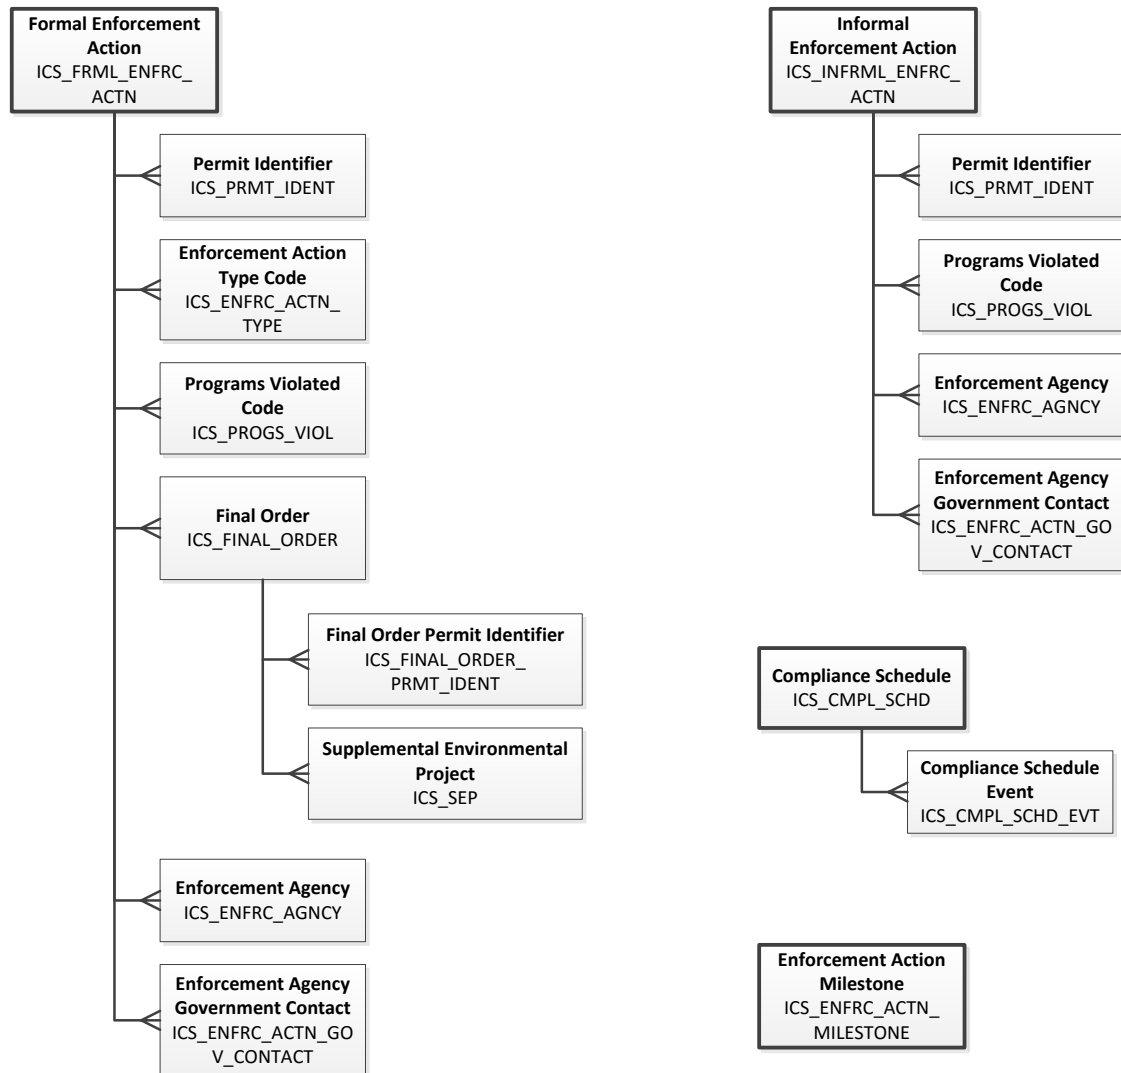 Formal Enforcement
Action
ICS_FRML_ENFRC_
ACTN
Permit Identifier
ICS_PRMT_IDENT
Enforcement Action
Type Code
ICS_ENFRC_ACTN_
TYPE
Programs Violated
Code
ICS_PROGS_VIOL
Final Order
ICS_FINAL_ORDER
Final Order Permit Identifier
ICS_FINAL_ORDER_
PRMT_IDENT
Supplemental Environmental
Project
ICS_SEP
Enforcement Agency
ICS_ENFRC_AGNCY
Enforcement Agency
Government Contact
ICS_ENFRC_ACTN_GO
V_CONTACT
Informal
Enforcement Action
ICS_INFRML_ENFRC_
ACTN
Permit Identifier
ICS_PRMT_IDENT
Programs Violated
Code
ICS_PROGS_VIOL
Enforcement Agency
ICS_ENFRC_AGNCY
Enforcement Agency
Government Contact
ICS_ENFRC_ACTN_GO
V_CONTACT
Compliance Schedule
ICS_CMPL_SCHD
Compliance Schedule
Event
ICS_CMPL_SCHD_EVT
Enforcement Action
Milestone
ICS_ENFRC_ACTN_
MILESTONE